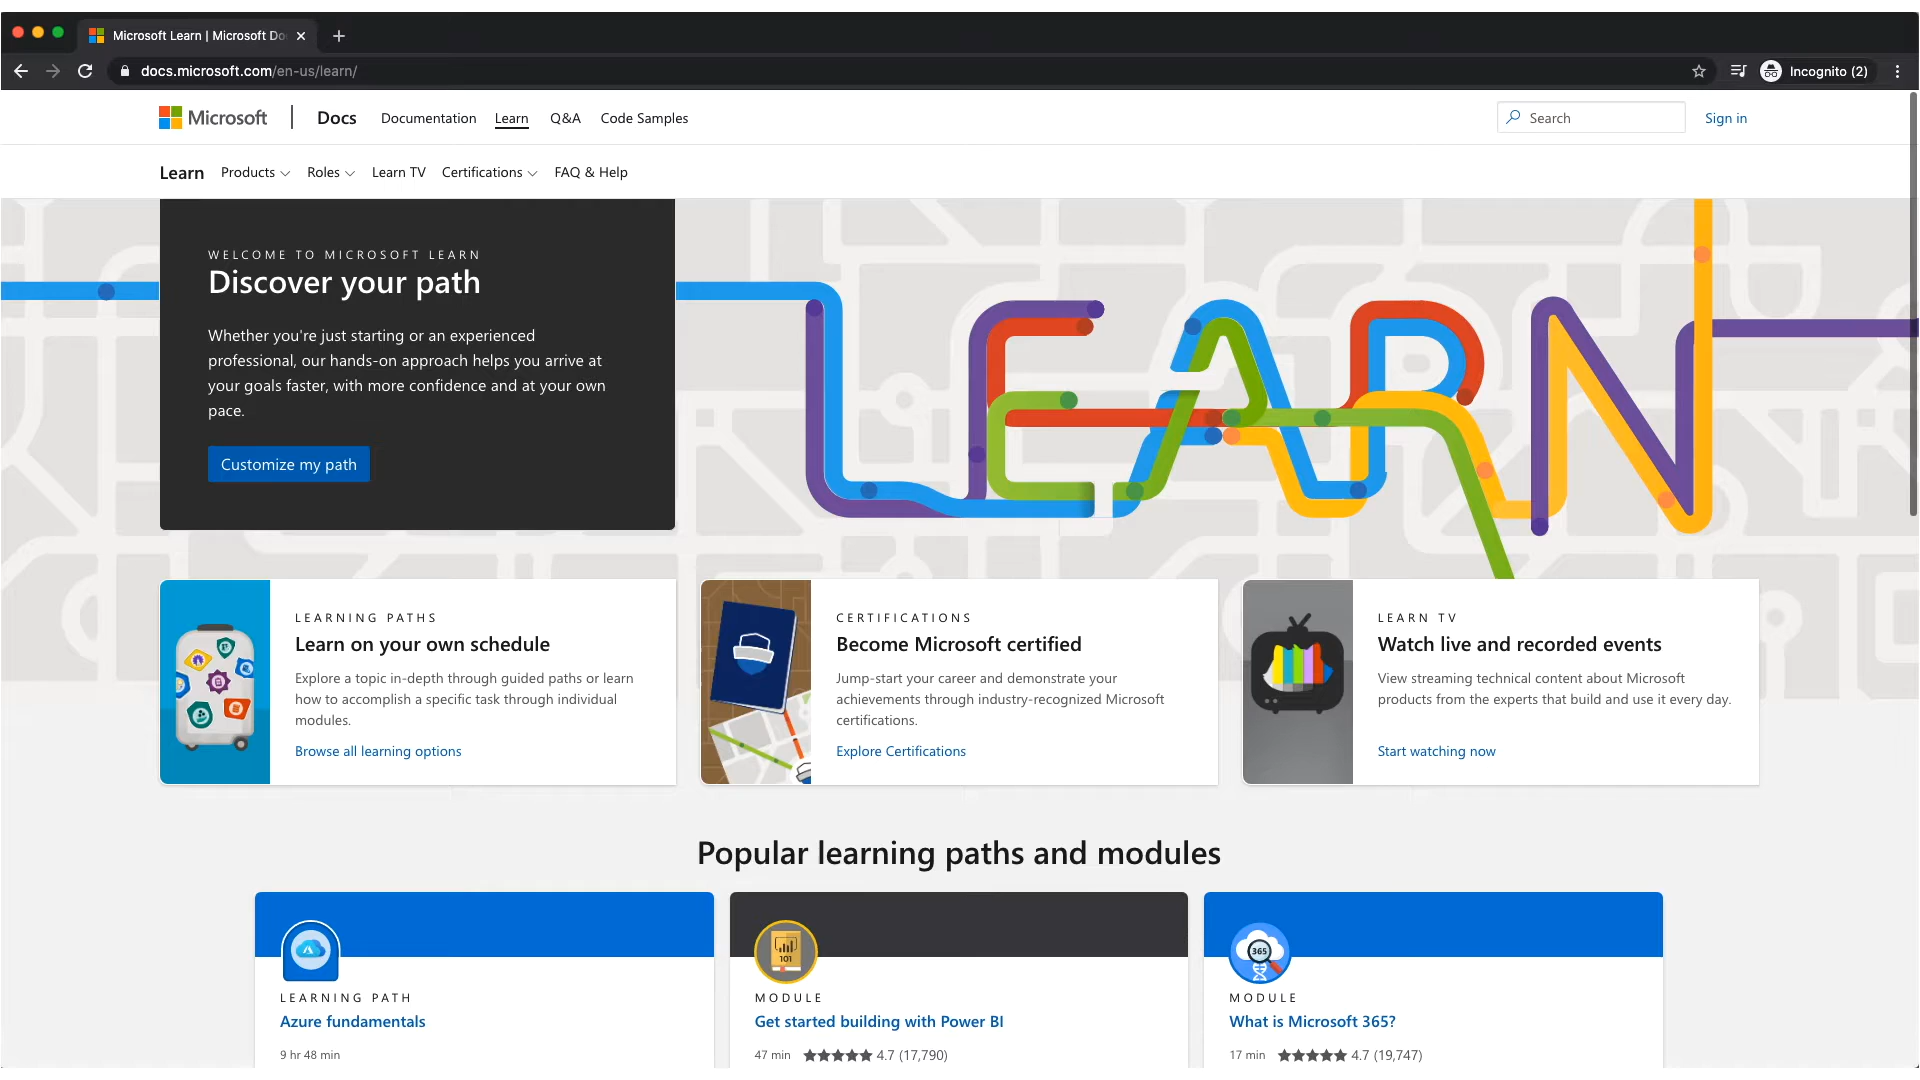 Microsoft Learn | Microsoft Do
docs.microsoft.com/en-us/learn/
Incognito (2)
Microsoft
Docs
Documentation
Learn
Q&A
Code Samples
Search
Sign in
Learn
Products
Roles
Learn TV
Certifications
FAQ & Help
WELCOME TO MICROSOFT LEARN
Discover your path
Whether you're just starting or an experienced
professional, our hands-on approach helps you arrive at
your goals faster, with more confidence and at your own
pace.
Customize my path
LEARN
LEARNING PATHS
Learn on your own schedule
Explore a topic in-depth through guided paths or learn
how to accomplish a specific task through individual
modules.
Browse all learning options
CERTIFICATIONS
Become Microsoft certified
Jump-start your career and demonstrate your
achievements through industry-recognized Microsoft
certifications.
Explore Certifications
LEARN TV
Watch live and recorded events
View streaming technical content about Microsoft
products from the experts that build and use it every day.
Start watching now
Popular learning paths and modules
LEARNING PATH
Azure fundamentals
9 hr 48 min
101
MODULE
Get started building with Power BI
47 min
4.7 (17,790)
365
MODULE
What is Microsoft 365?
17 min
4.7 (19,747)